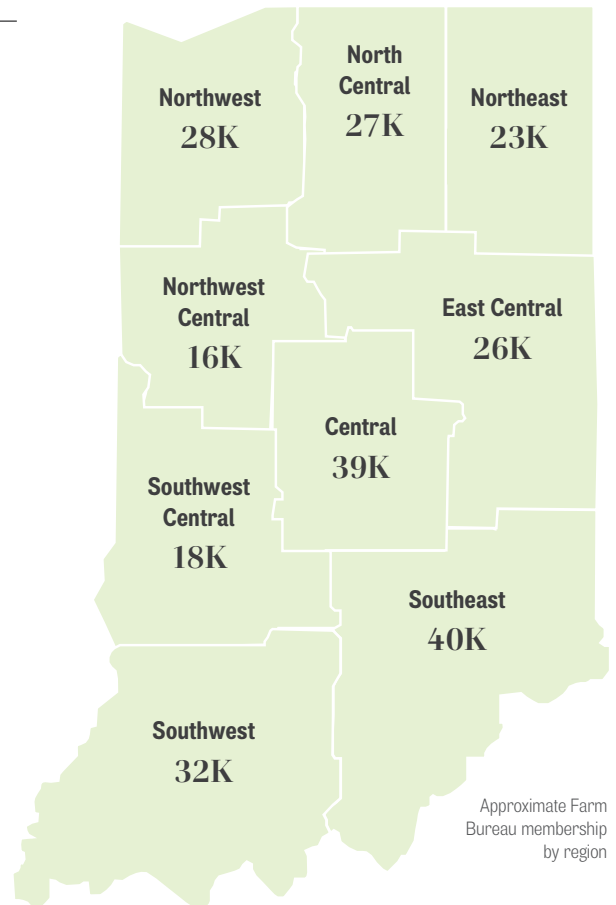 North
Central
27K
Northwest
28K
Northeast
23K
Northwest
Central
16K
East Central
26K
Central
39K
Southwest
Central
18K
Southeast
40K
Southwest
32K
Approximate Farm
Bureau membership
by region